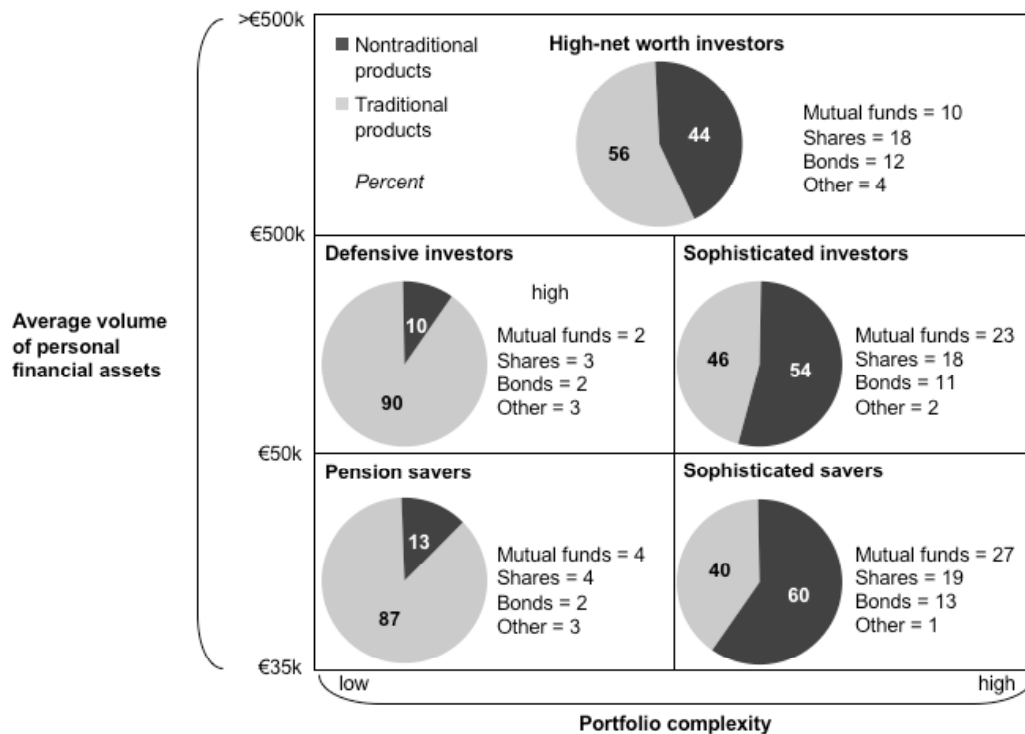 >€500k
Nontraditional
products
Traditional
products
Percent
High-net worth investors
56
44
Mutual funds = 10
Shares = 18
Bonds = 12
Other = 4
€500k
Defensive investors
high
10
90
Mutual funds = 2
Shares = 3
Bonds = 2
Other = 3
Sophisticated investors
46
54
Mutual funds = 23
Shares = 18
Bonds = 11
Other = 2
Average volume
of personal
financial assets
€50k
Pension savers
13
87
Mutual funds = 4
Shares = 4
Bonds = 2
Other = 3
Sophisticated savers
40
60
Mutual funds = 27
Shares = 19
Bonds = 13
Other = 1
€35k
low
high
Portfolio complexity